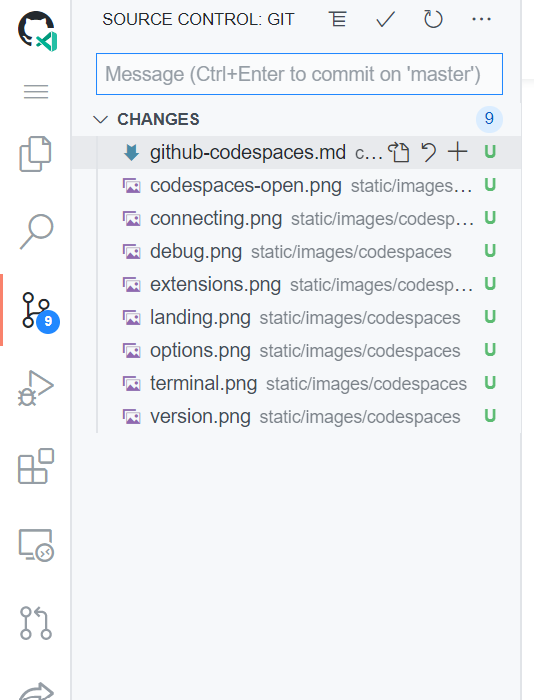 SOURCE CONTROL: GIT
Message (Ctrl+Enter to commit on 'master')
CHANGES 9
github-codespaces.md c... U
codespaces-open.png static/images... U
connecting.png static/images/codesp... U
debug.png static/images/codespaces U
extensions.png static/images/codesp... U
9
landing.png static/images/codespaces U
options.png static/images/codespaces U
terminal.png static/images/codespaces U
version.png static/images/codespaces U